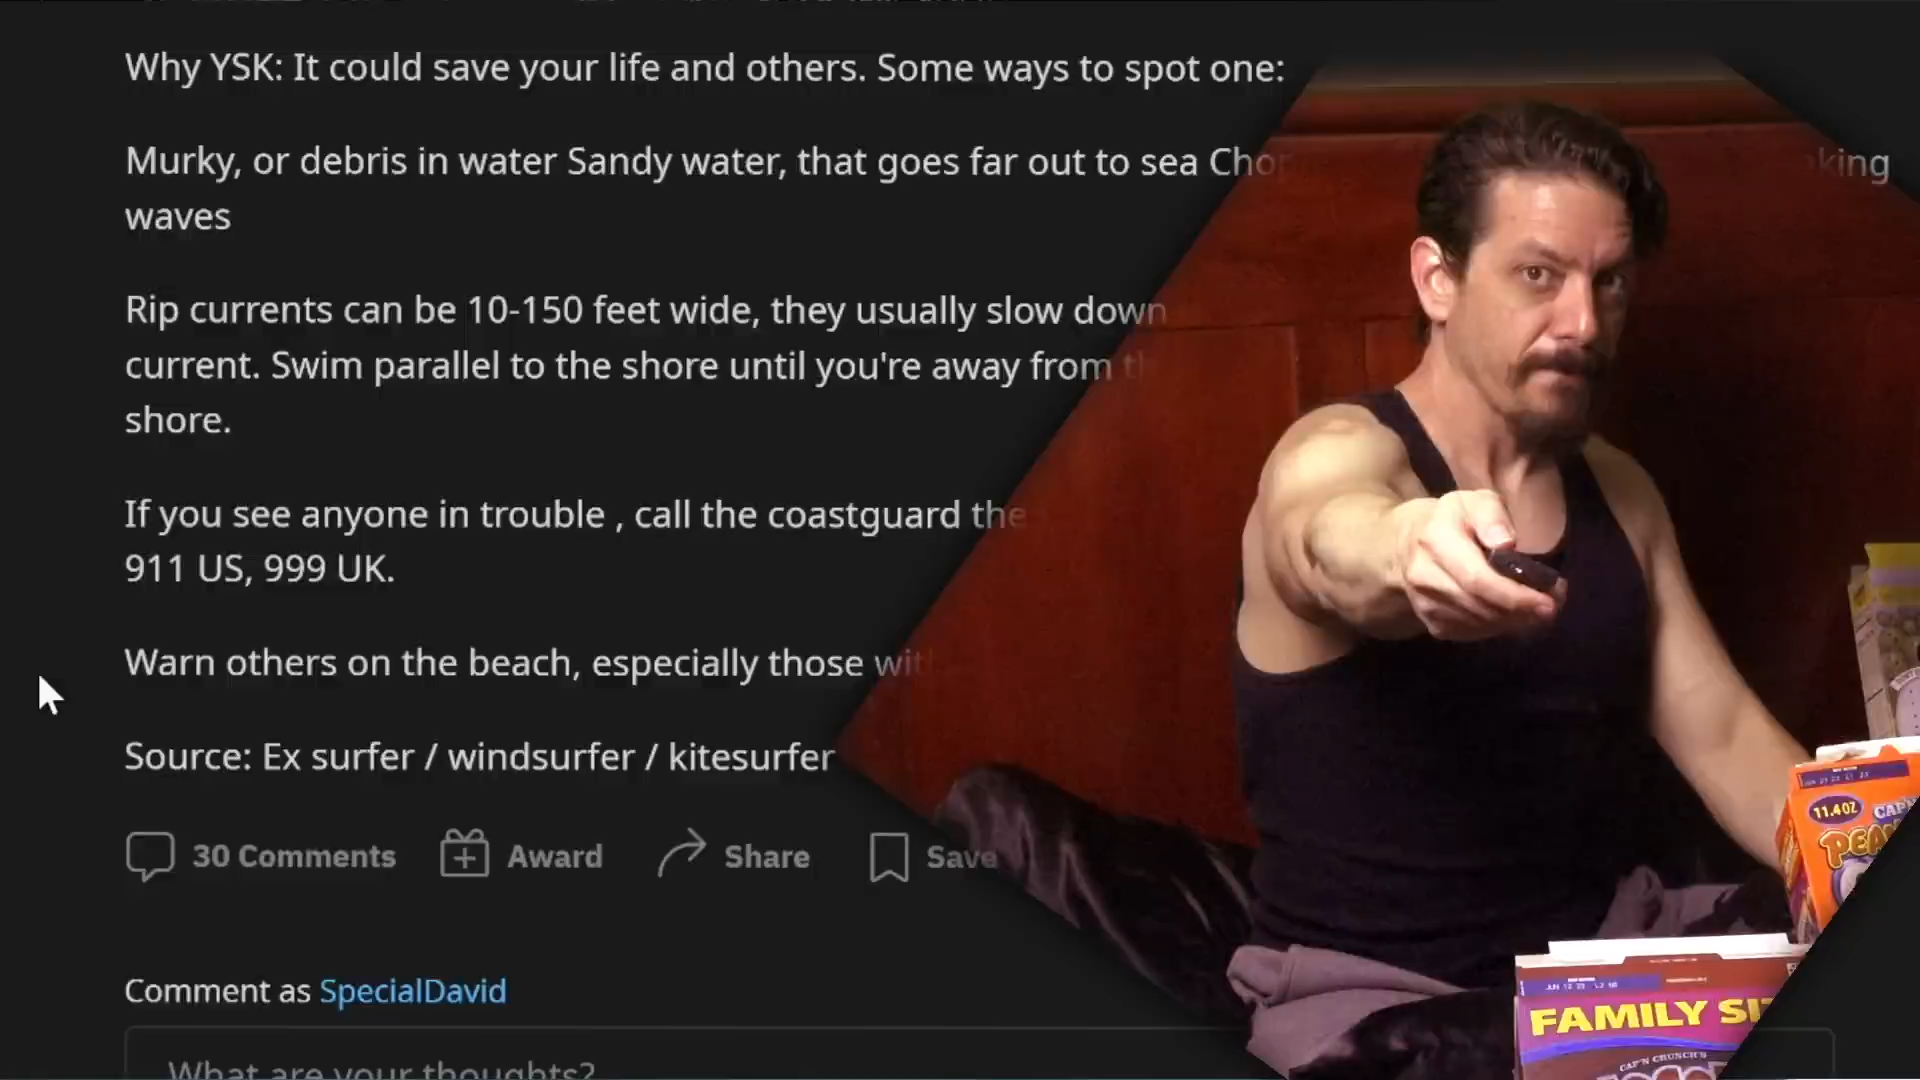 Why YSK: It could save your life and others. Some ways to spot one:
Murky, or debris in water Sandy water, that goes far out to sea
waves
Rip currents can be 10-150 feet wide, they usually slow down
current. Swim parallel to the shore until you're away from
shore.
If you see anyone in trouble , call the coastguard
911 US, 999 UK.
Warn others on the beach, especially those
Source: Ex surfer / windsurfer / kitesurfer
30 Comments Award Share Save
Comment as SpecialDavid
What are your thoughts?
11.4 OZ
FAMILY
CAP'N CRUNCH'S